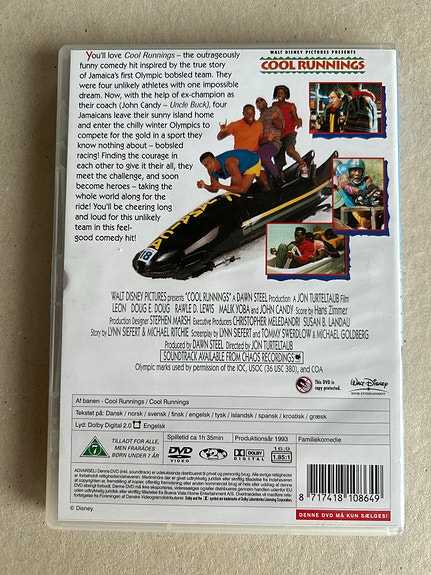 You'll love Cool Runnings – the outrageously
funny comedy hit inspired by the true story
of Jamaica's first Olympic bobsled team. They
were four unlikely athletes with one impossible
dream. Now, with the help of ex-champion as
their coach (John Candy – Uncle Buck), four
Jamaicans leave their sunny island home
and enter the chilly winter Olympics to
compete for the gold in a sport they
know nothing about – bobsled
racing! Finding the courage in
each other to give it their all, they
meet the challenge, and soon
become heroes – taking the
whole world along for the
ride! You'll be cheering long
and loud for this unlikely
team in this feel-
good comedy hit!
WALT DISNEY PICTURES PRESENTS
COOL RUNNINGS
WALT DISNEY PICTURES presents "COOL RUNNINGS" A DAWN STEEL Production A JON TURTELTAUB Film
LEON DOUG E. DOUG RAWLE D. LEWIS MALIK YOBA and JOHN CANDY Score by Hans Zimmer
Production Designer STEPHEN MARSH Executive Producers CHRISTOPHER MELEDANDRI SUSAN B. LANDAU
Story by LYNN SIEFERT & MICHAEL RITCHIE Screenplay by LYNN SIEFERT and TOMMY SWERDLOW & MICHAEL GOLDBERG
Produced by DAWN STEEL Directed by JON TURTELTAUB
SOUNDTRACK AVAILABLE FROM CHAOS RECORDINGS
Olympic marks used by permission of the IOC, USOC (36 USC 380), and COA
This DVD is
copy protected.
Walt Disney
HOME ENTERTAINMENT
Af banen - Cool Runnings / Cool Runnings
Tekstet på: Dansk / norsk / svensk / finsk / engelsk / tysk / islandsk / spansk / kroatisk / græsk
Lyd: Dolby Digital 2.0 Engelsk
7
TILLADT FOR ALLE,
MEN FRARÅDES
BØRN UNDER 7 ÅR
Spilletid ca 1h 35min
Produktionsår 1993
Familiekomedie
DVD
VIDEO
2
PAL
DOLBY
DIGITAL
16:9
1.85:1
8 717418 108649
DENNE DVD MÅ KUN SÆLGES!
© Disney.